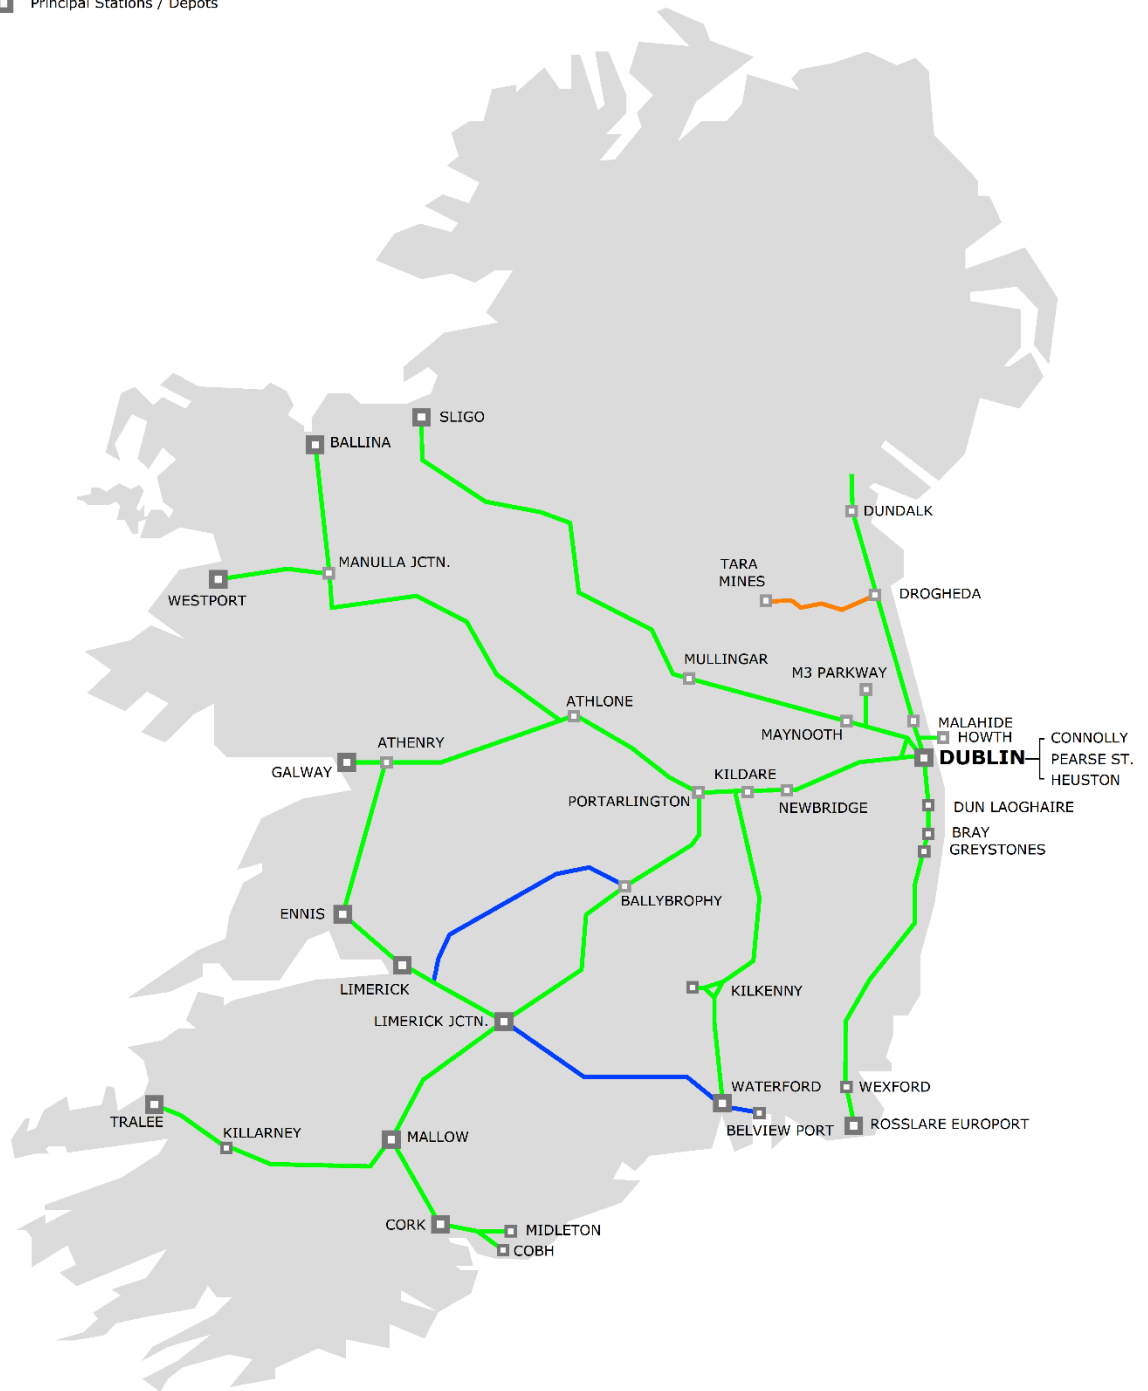 Principal Stations / Depots
SLIGO
BALLINA
DUNDALK
MANULLA JCTN.
TARA
MINES
WESTPORT
DROGHEDA
MULLINGAR
M3 PARKWAY
ATHLONE
MALAHIDE
MAYNOOTH
HOWTH
ATHENRY
CONNOLLY
DUBLIN
PEARSE ST.
GALWAY
KILDARE
HEUSTON
PORTARLINGTON
NEWBRIDGE
DUN LAOGHAIRE
BRAY
GREYSTONES
BALLYBROPHY
ENNIS
LIMERICK
KILKENNY
LIMERICK JCTN.
WATERFORD
WEXFORD
TRALEE
ROSSLARE EUROPORT
BELVIEW PORT
KILLARNEY
MALLOW
CORK
MIDLETON
COBH